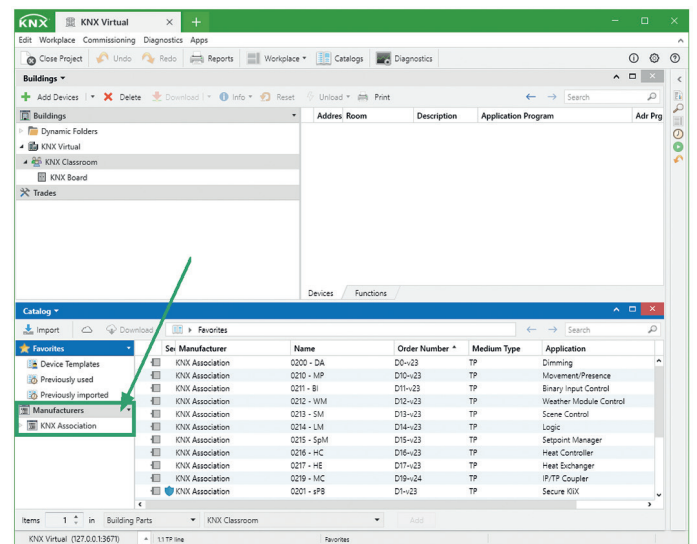 KNX KNX Virtual × +
Edit Workplace Commissioning Diagnostics Apps
Close Project Undo Redo Reports Workplace Catalogs Diagnostics
Buildings
Add Devices Delete Download Info Reset Unload Print Search
Buildings Addres Room Description Application Program Adr Prg
Dynamic Folders
KNX Virtual
KNX Classroom
KNX Board
Trades
Devices Functions
Catalog
Import Download Favorites Search
Favorites Se Manufacturer Name Order Number Medium Type Application
Device Templates KNX Association 0200 - DA D0-v23 TP Dimming
Previously used KNX Association 0210 - MP D10-v23 TP Movement/Presence
Previously imported KNX Association 0211 - BI D11-v23 TP Binary Input Control
Manufacturers KNX Association 0212 - WM D12-v23 TP Weather Module Control
KNX Association KNX Association 0213 - SM D13-v23 TP Scene Control
KNX Association 0214 - LM D14-v23 TP Logic
KNX Association 0215 - SpM D15-v23 TP Setpoint Manager
KNX Association 0216 - HC D16-v23 TP Heat Controller
KNX Association 0217 - HE D17-v23 TP Heat Exchanger
KNX Association 0219 - MC D19-v24 TP IP/TP Coupler
KNX Association 0201 - sPB D1-v23 TP Secure KliX
Items 1 in Building Parts KNX Classroom Add
KNX Virtual (127.0.0.1:3671) 1.1 TP line Favorites